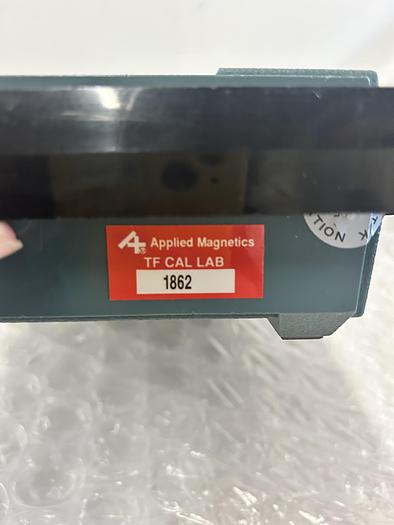 Applied Magnetics
TF CAL LAB
1862